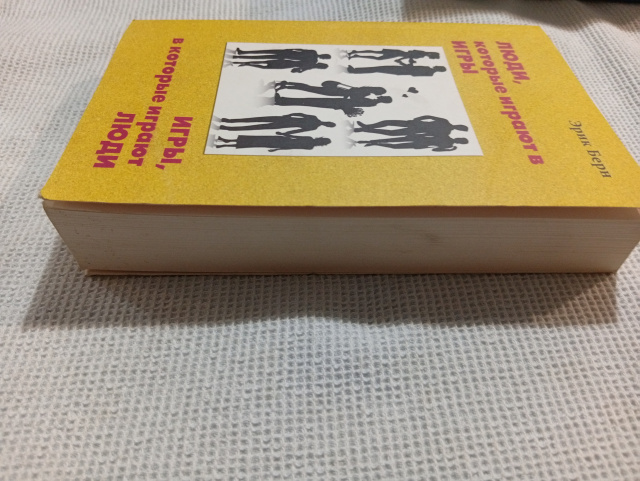 Эрик Берн
ЛЮДИ,
которые играют в
ИГРЫ
ИГРЫ,
в которые играют
ЛЮДИ